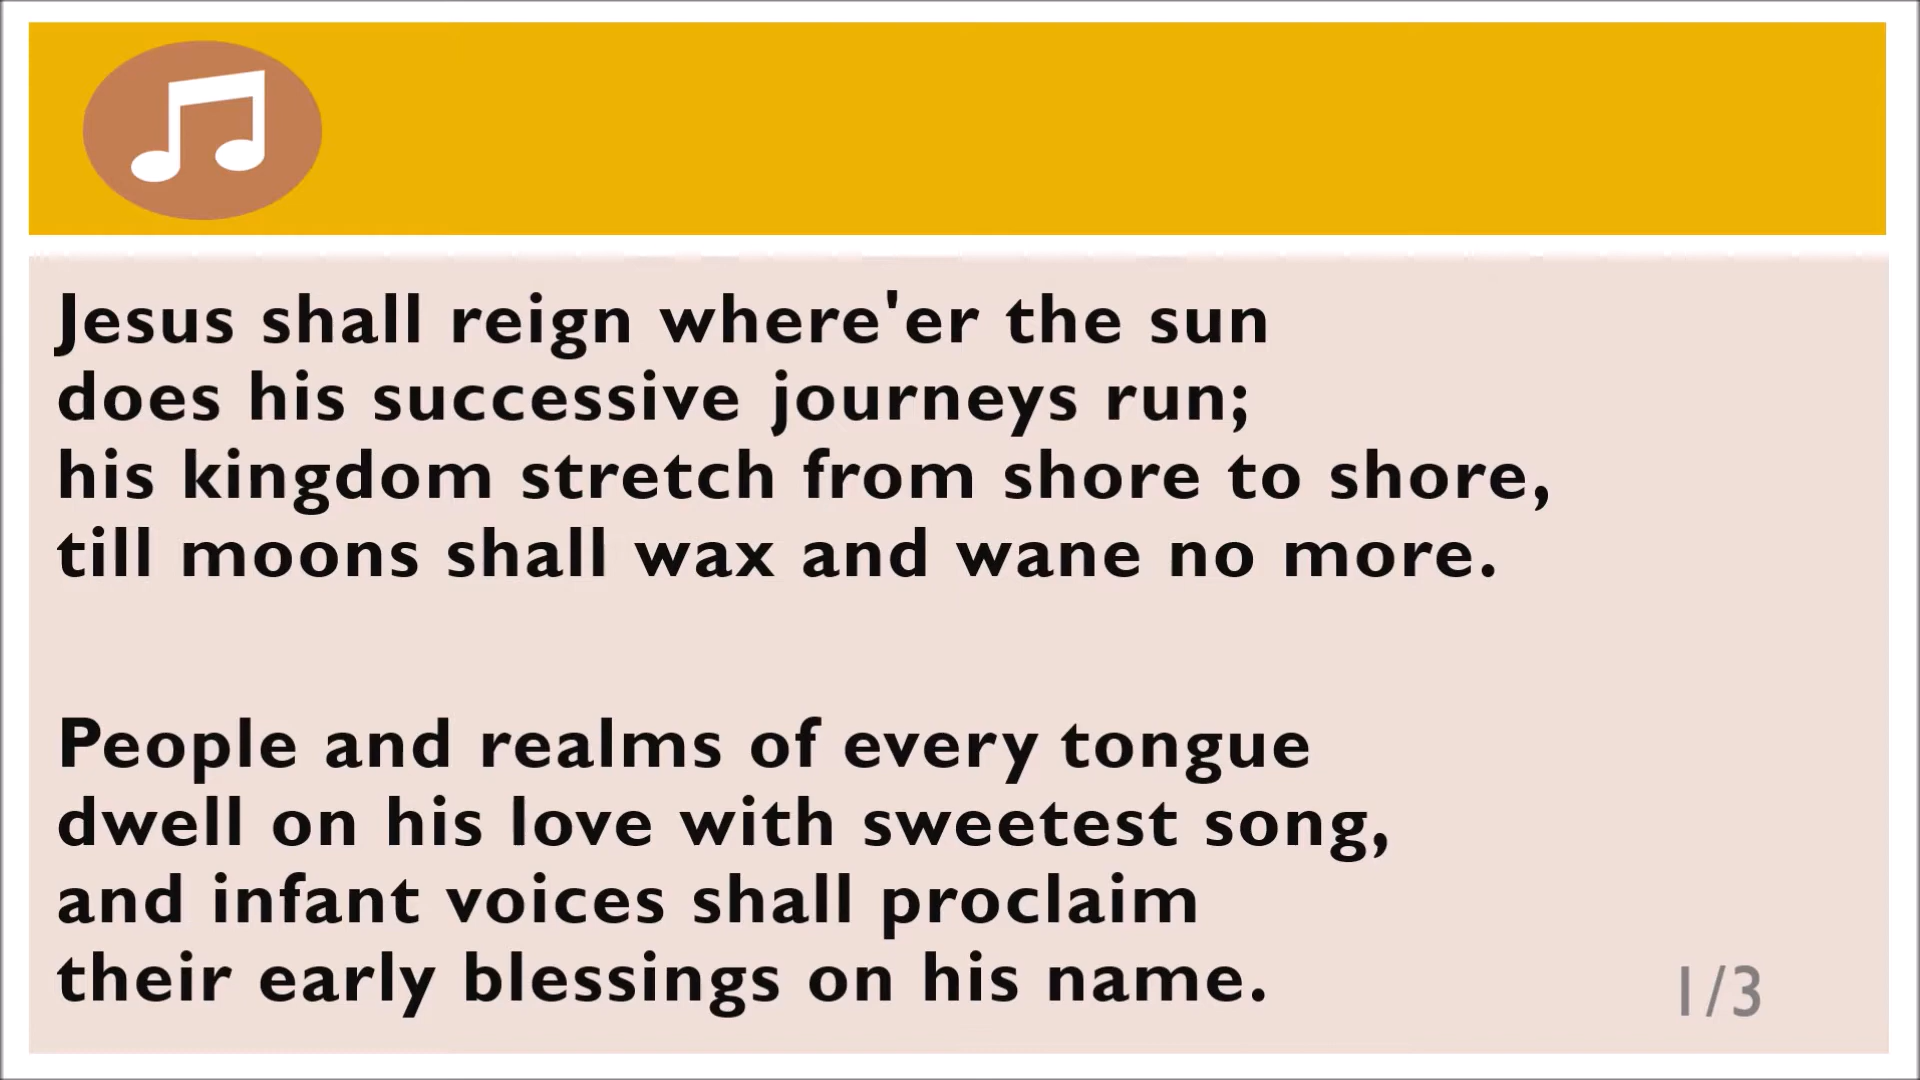 Jesus shall reign where'er the sun
does his successive journeys run;
his kingdom stretch from shore to shore,
till moons shall wax and wane no more.
People and realms of every tongue
dwell on his love with sweetest song,
and infant voices shall proclaim
their early blessings on his name.
1/3